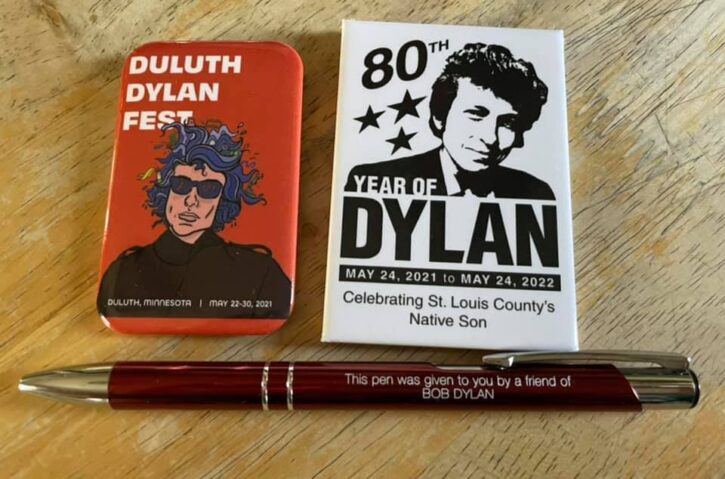 DULUTH
DYLAN
FEST
DULUTH, MINNESOTA | MAY 22-30, 2021
80TH
YEAR OF
DYLAN
MAY 24, 2021 to MAY 24, 2022
Celebrating St. Louis County's
Native Son
This pen was given to you by a friend of
BOB DYLAN